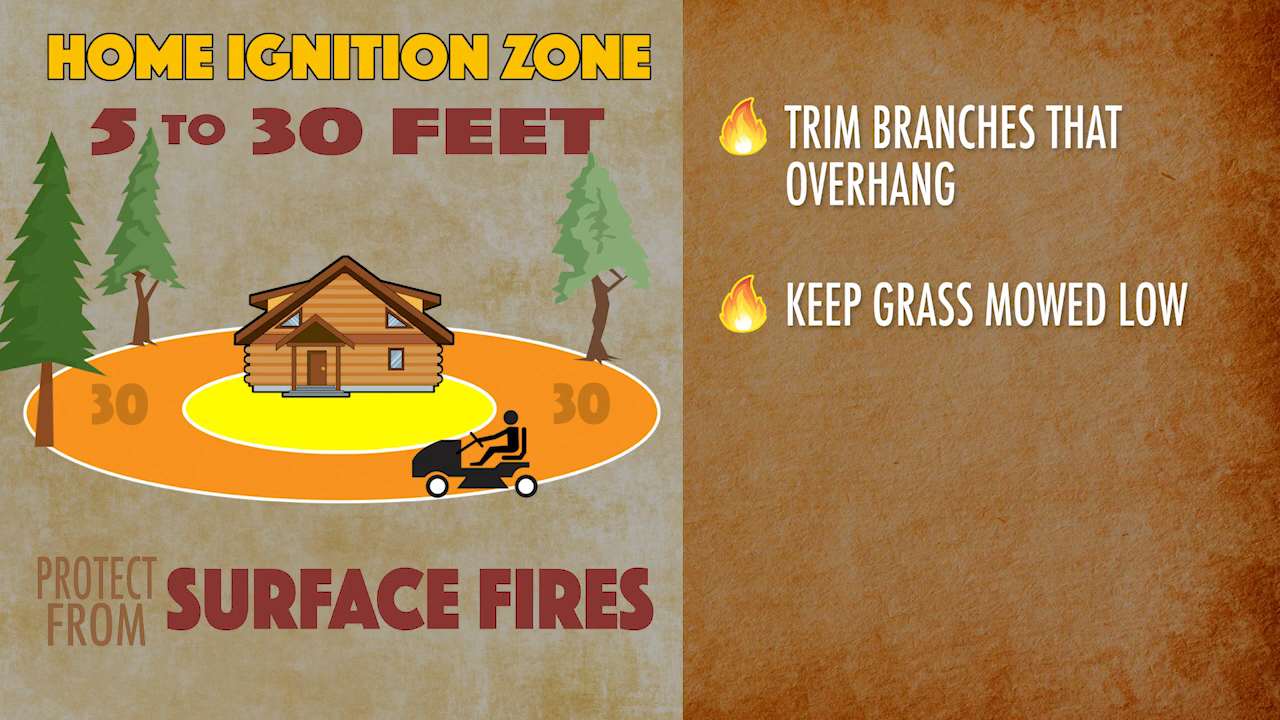 HOME IGNITION ZONE
5 TO 30 FEET
30 30
PROTECT
FROM
SURFACE FIRES
TRIM BRANCHES THAT
OVERHANG
KEEP GRASS MOWED LOW